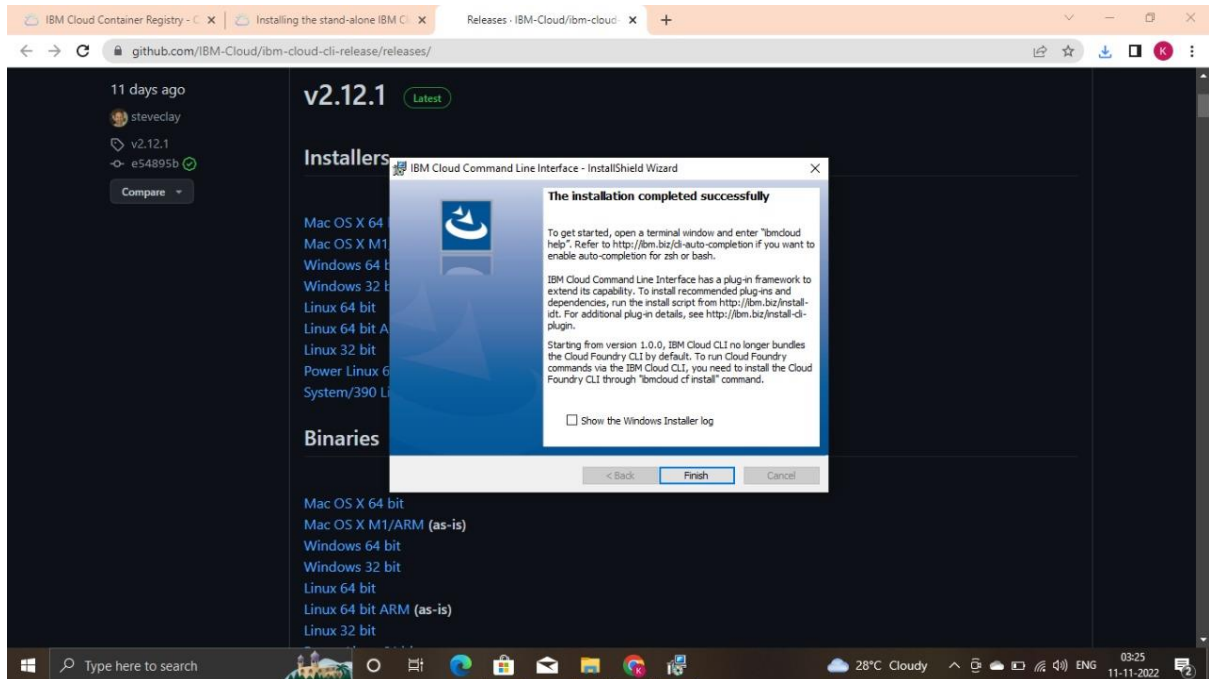 IBM Cloud Container Registry - C
Installing the stand-alone IBM Cl
Releases · IBM-Cloud/ibm-cloud-
github.com/IBM-Cloud/ibm-cloud-cli-release/releases/
K
11 days ago
steveclay
v2.12.1
e54895b
Compare
v2.12.1 Latest
Installers
Mac OS X 64
Mac OS X M1
Windows 64 b
Windows 32 b
Linux 64 bit
Linux 64 bit A
Linux 32 bit
Power Linux 6
System/390 Li
IBM Cloud Command Line Interface - InstallShield Wizard
The installation completed successfully
To get started, open a terminal window and enter "ibmcloud
help". Refer to http://ibm.biz/cli-auto-completion if you want to
enable auto-completion for zsh or bash.
IBM Cloud Command Line Interface has a plug-in framework to
extend its capability. To install recommended plug-ins and
dependencies, run the install script from http://ibm.biz/install-
idt. For additional plug-in details, see http://ibm.biz/install-cli-
plugin.
Starting from version 1.0.0, IBM Cloud CLI no longer bundles
the Cloud Foundry CLI by default. To run Cloud Foundry
commands via the IBM Cloud CLI, you need to install the Cloud
Foundry CLI through "ibmcloud cf install" command.
Show the Windows Installer log
< Back
Finish
Cancel
Binaries
Mac OS X 64 bit
Mac OS X M1/ARM (as-is)
Windows 64 bit
Windows 32 bit
Linux 64 bit
Linux 64 bit ARM (as-is)
Linux 32 bit
Type here to search
28°C Cloudy
ENG
03:25
11-11-2022
2